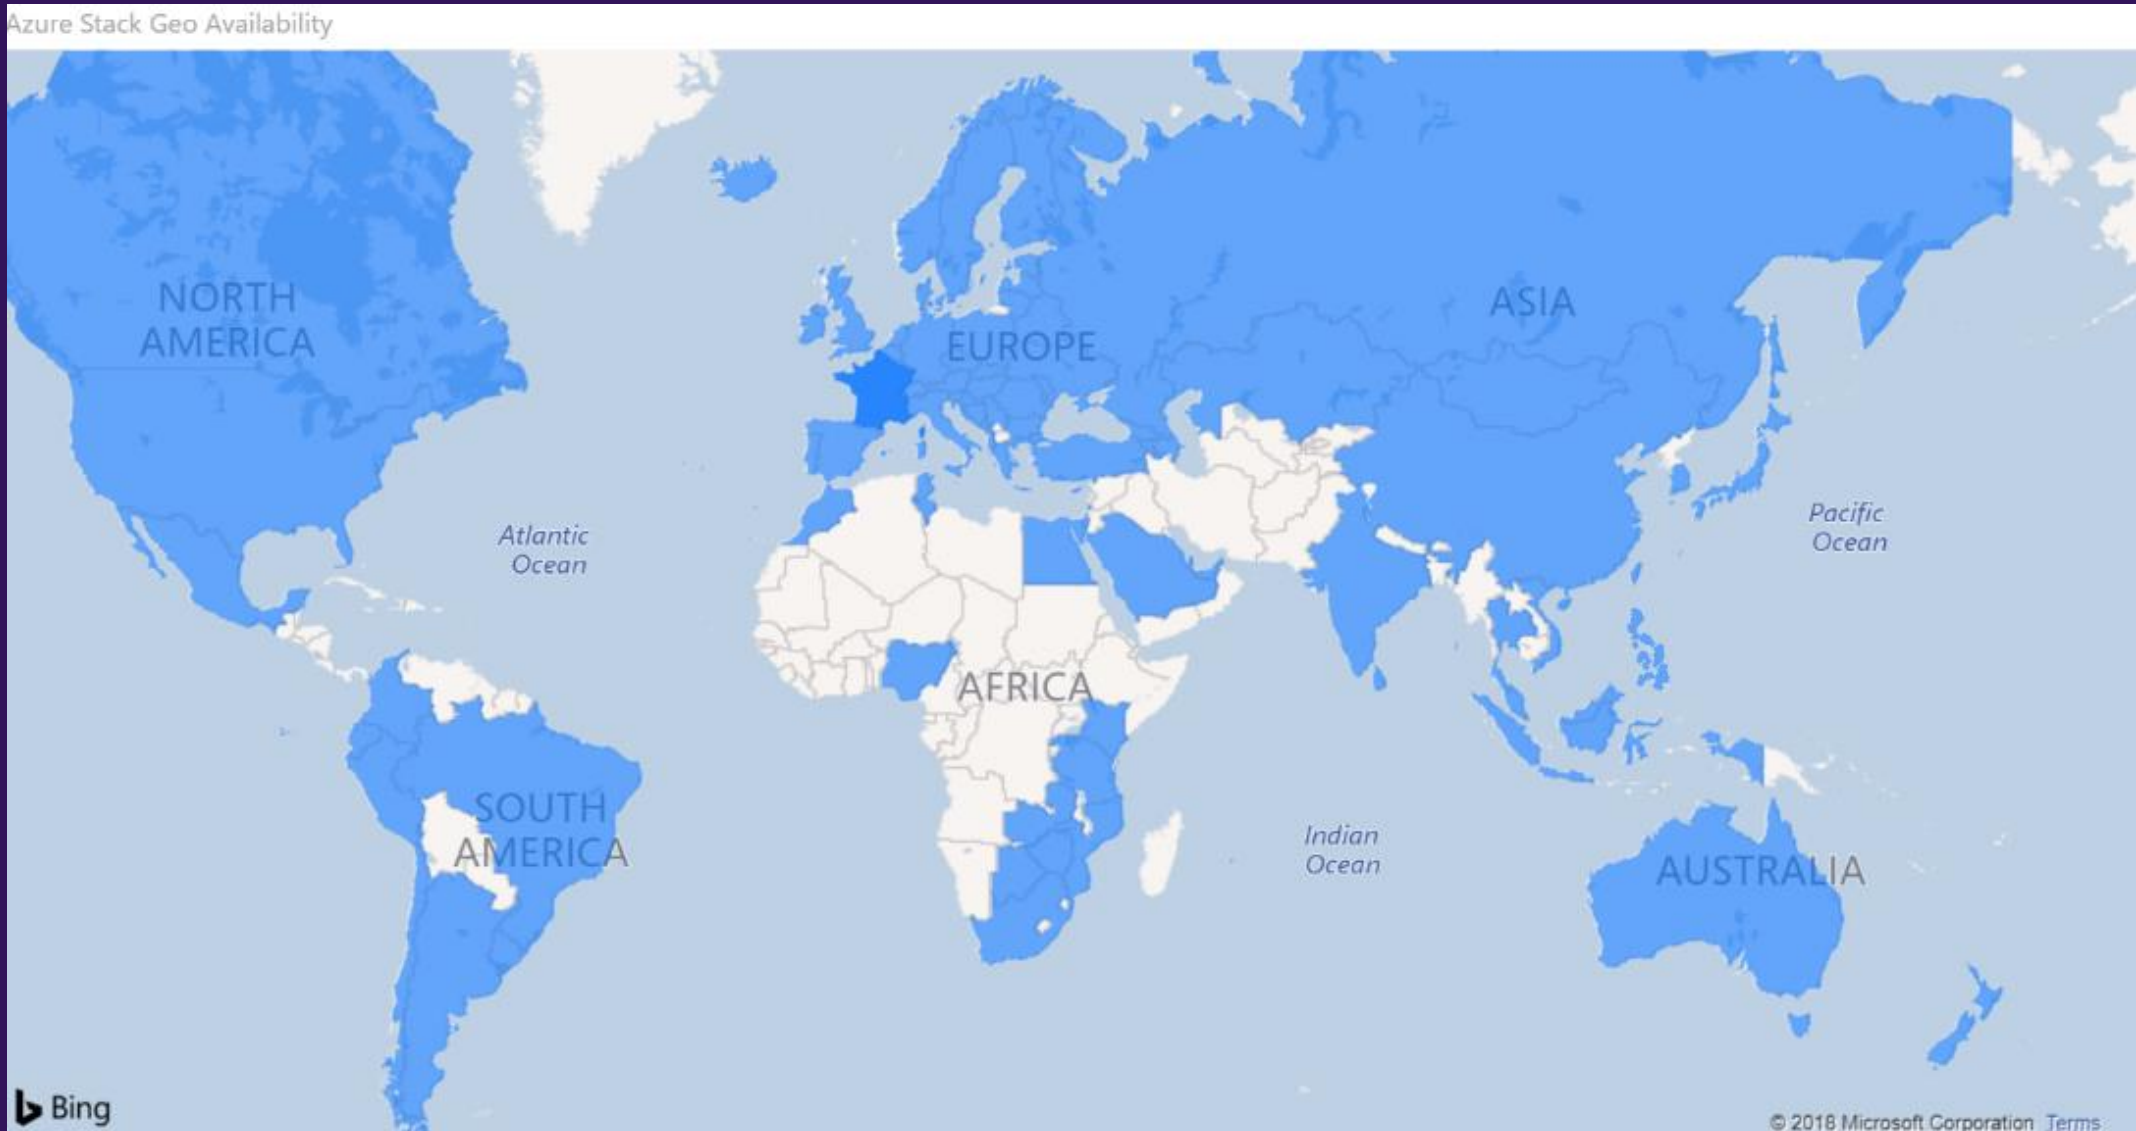 Azure Stack Geo Availability
NORTH
AMERICA
EUROPE
ASIA
Atlantic
Ocean
Pacific
Ocean
AFRICA
SOUTH
AMERICA
Indian
Ocean
AUSTRALIA
Bing
© 2018 Microsoft Corporation Terms